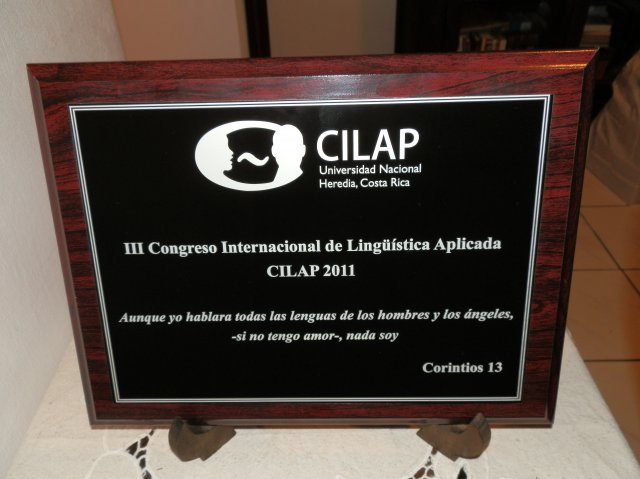 CILAP
Universidad Nacional
Heredia, Costa Rica
III Congreso Internacional de Lingüística Aplicada
CILAP 2011
Aunque yo hablara todas las lenguas de los hombres y los ángeles,
-si no tengo amor-, nada soy
Corintios 13